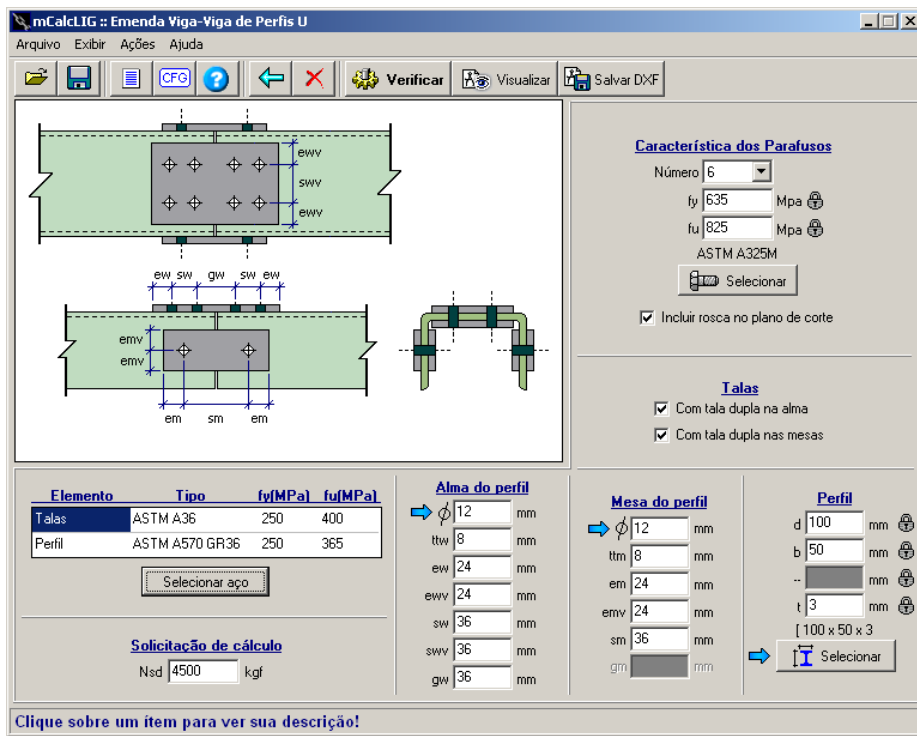 mCalcLIG :: Emenda Viga-Viga de Perfis U
Arquivo Exibir Ações Ajuda
CFG ? Verificar Visualizar Salvar DXF
ewv
swv
ewv
ew sw gw sw ew
emv
emv
em sm em
Característica dos Parafusos
Número 6
fy 635 Mpa
fu 825 Mpa
ASTM A325M
Selecionar
Incluir rosca no plano de corte
Talas
Com tala dupla na alma
Com tala dupla nas mesas
Elemento Tipo fy(MPa) fu(MPa)
Talas ASTM A36 250 400
Perfil ASTM A570 GR36 250 365
Selecionar aço
Solicitação de cálculo
Nsd 4500 kgf
Alma do perfil
ϕ 12 mm
ttw 8 mm
ew 24 mm
ewv 24 mm
sw 36 mm
swv 36 mm
gw 36 mm
Mesa do perfil
ϕ 12 mm
ttm 8 mm
em 24 mm
emv 24 mm
sm 36 mm
gm mm
Perfil
d 100 mm
b 50 mm
-- mm
t 3 mm
[ 100 x 50 x 3
Selecionar
Clique sobre um ítem para ver sua descrição!